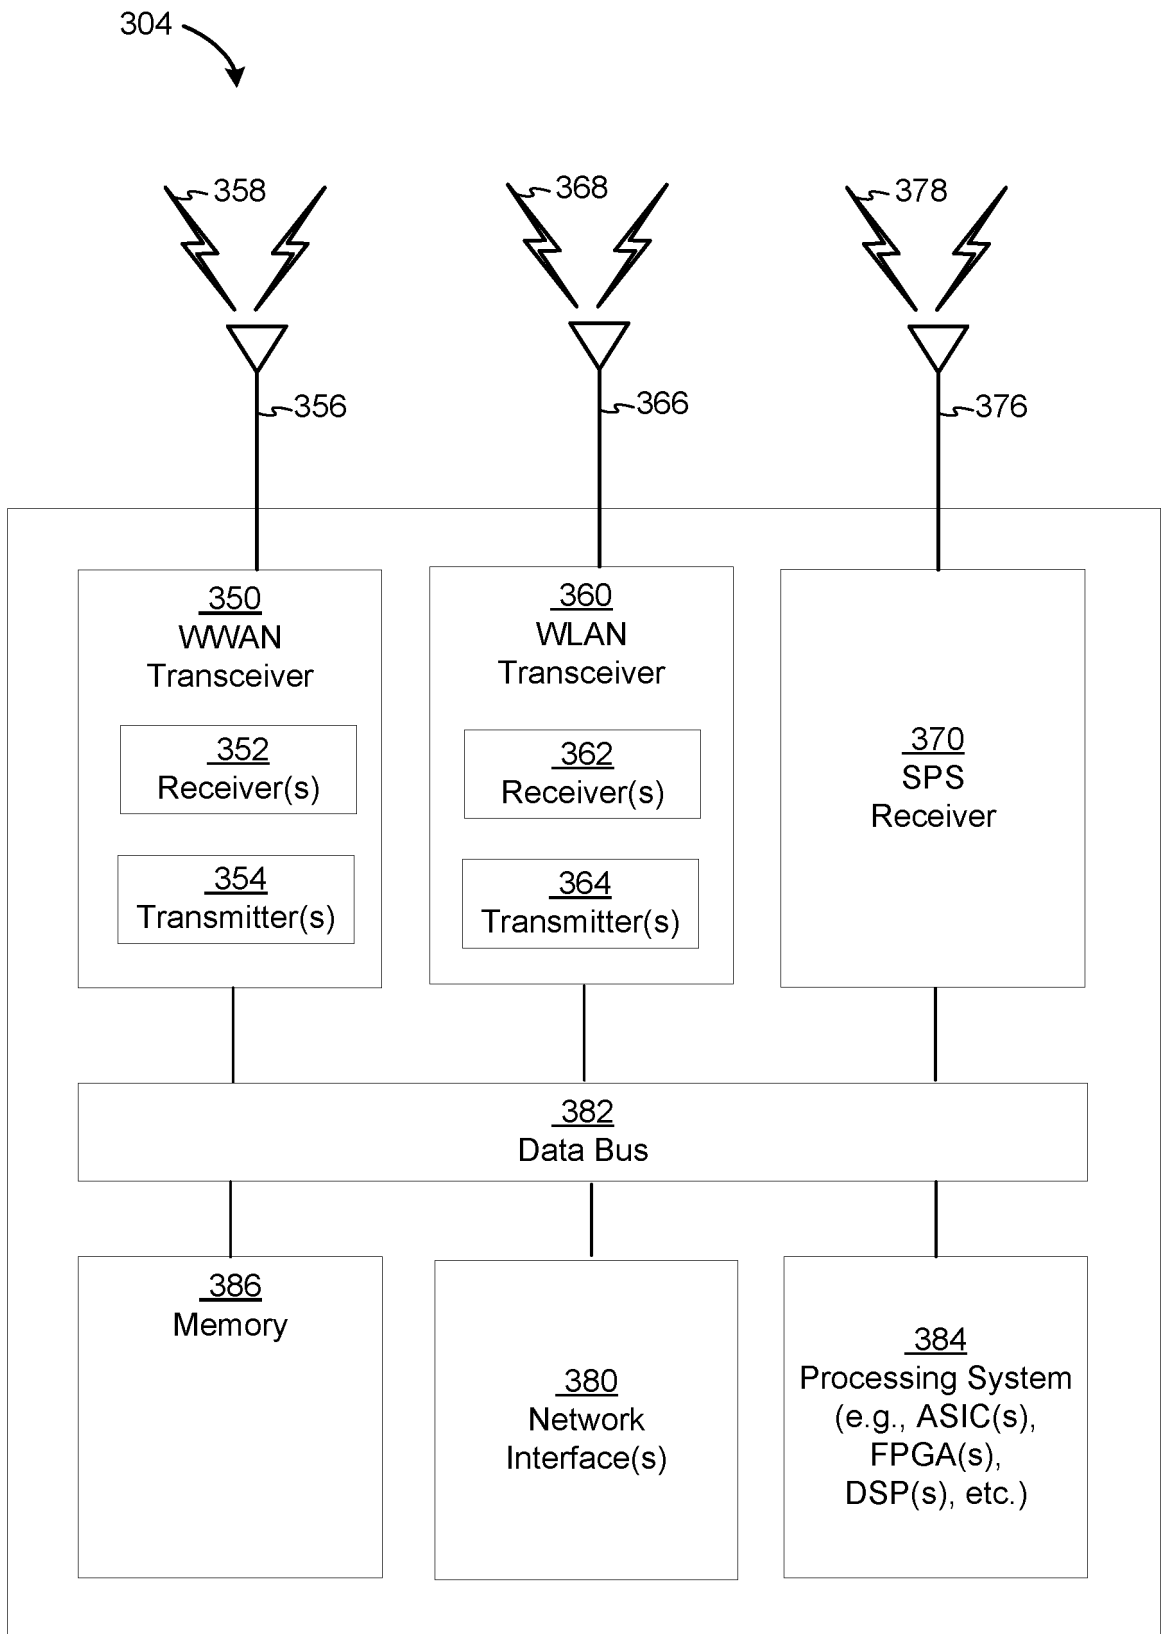 304
358
368
378
356
366
376
350
WWAN
Transceiver
352
Receiver(s)
354
Transmitter(s)
360
WLAN
Transceiver
362
Receiver(s)
364
Transmitter(s)
370
SPS
Receiver
382
Data Bus
386
Memory
380
Network
Interface(s)
384
Processing System
(e.g., ASIC(s),
FPGA(s),
DSP(s), etc.)